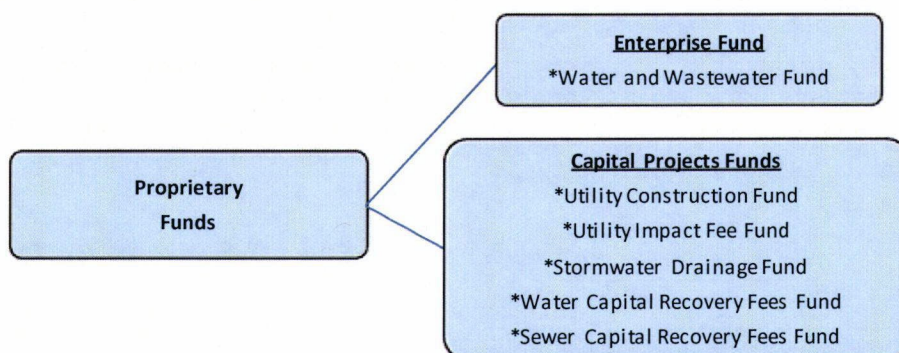 Enterprise Fund
*Water and Wastewater Fund
Proprietary
Funds
Capital Projects Funds
*Utility Construction Fund
*Utility Impact Fee Fund
*Stormwater Drainage Fund
*Water Capital Recovery Fees Fund
*Sewer Capital Recovery Fees Fund